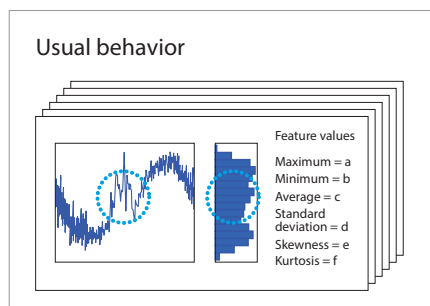 Usual behavior
Feature values
Maximum = a
Minimum = b
Average = c
Standard
deviation = d
Skewness = e
Kurtosis = f